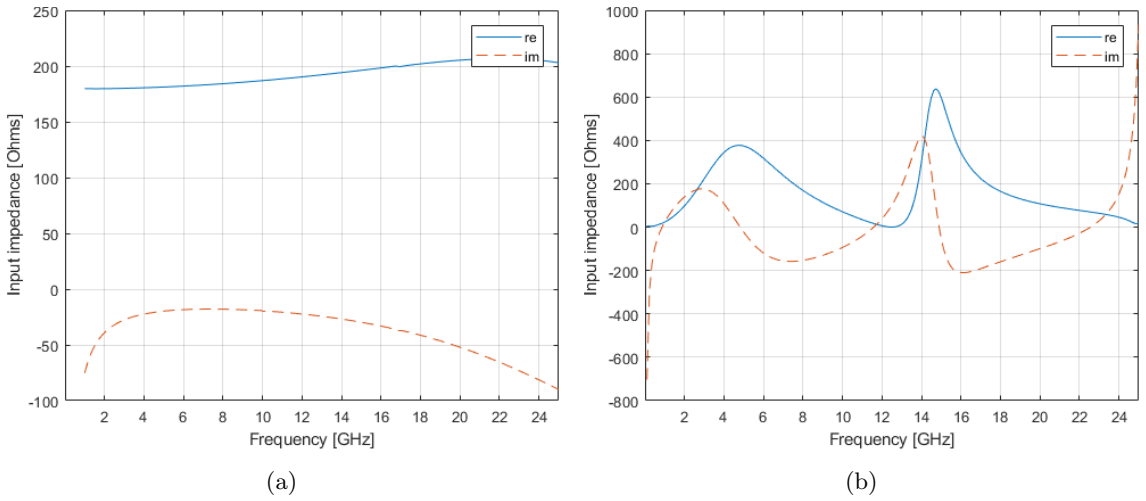 250
200
150
100
50
0
-50
-100
Input impedance [Ohms]
2 4 6 8 10 12 14 16 18 20 22 24
Frequency [GHz]
re
im
(a)
1000
800
600
400
200
0
-200
-400
-600
-800
Input impedance [Ohms]
2 4 6 8 10 12 14 16 18 20 22 24
Frequency [GHz]
re
im
(b)